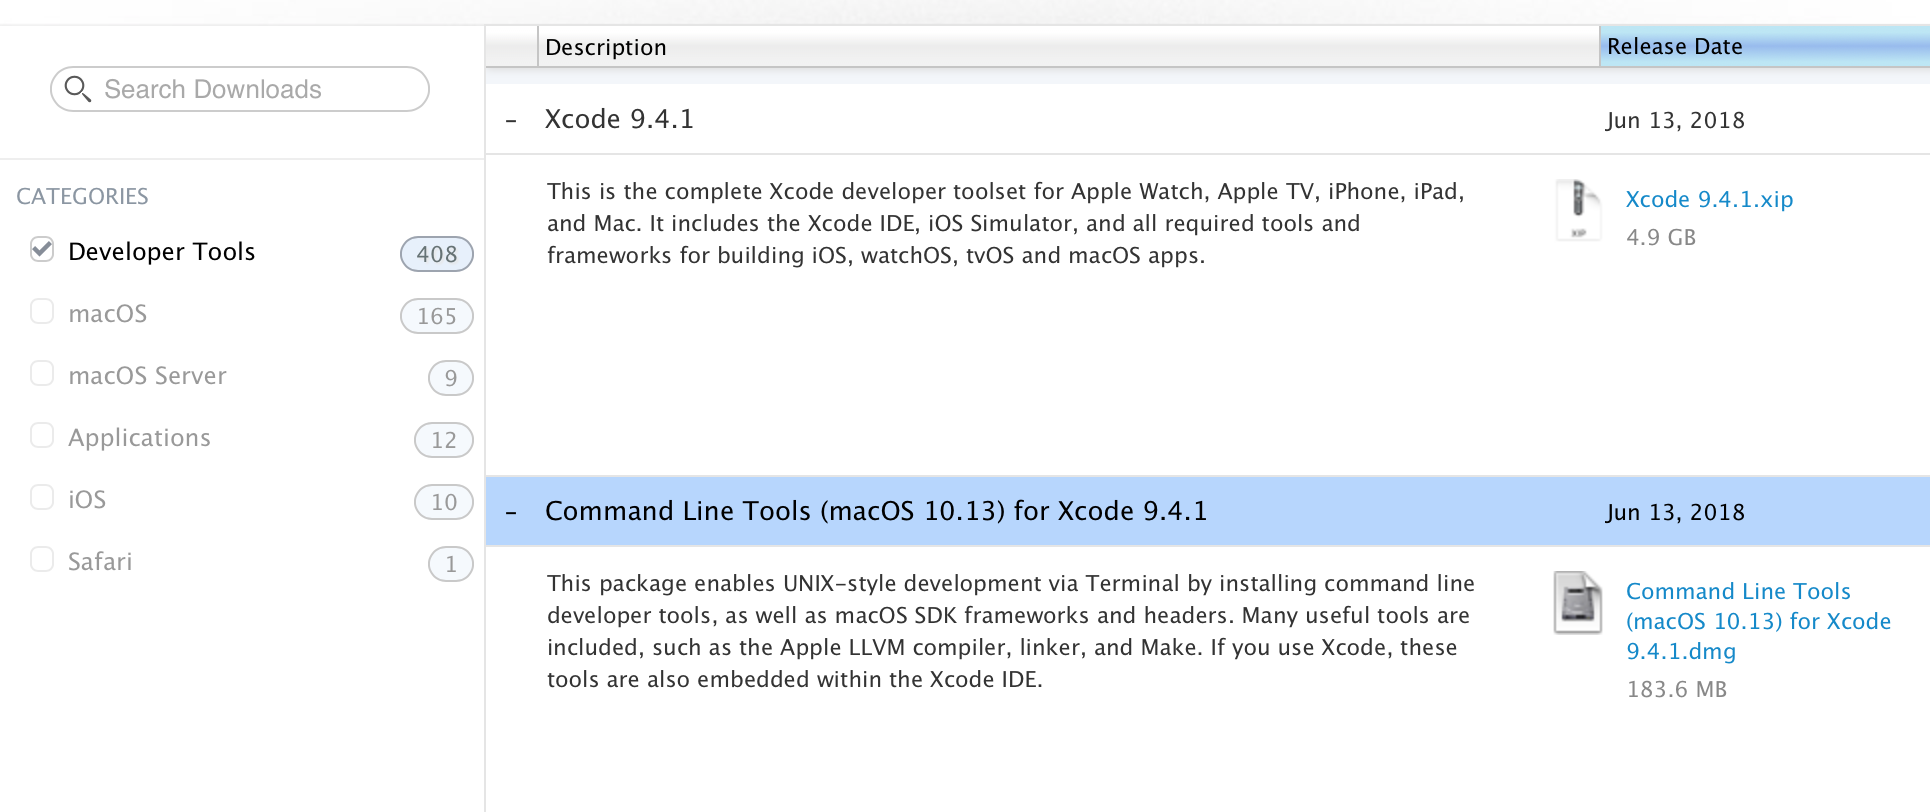 Search Downloads
CATEGORIES
Developer Tools 408
macOS 165
macOS Server 9
Applications 12
iOS 10
Safari 1
Description Release Date
– Xcode 9.4.1 Jun 13, 2018
This is the complete Xcode developer toolset for Apple Watch, Apple TV, iPhone, iPad,
and Mac. It includes the Xcode IDE, iOS Simulator, and all required tools and
frameworks for building iOS, watchOS, tvOS and macOS apps.
XIP
Xcode 9.4.1.xip
4.9 GB
– Command Line Tools (macOS 10.13) for Xcode 9.4.1 Jun 13, 2018
This package enables UNIX-style development via Terminal by installing command line
developer tools, as well as macOS SDK frameworks and headers. Many useful tools are
included, such as the Apple LLVM compiler, linker, and Make. If you use Xcode, these
tools are also embedded within the Xcode IDE.
Command Line Tools
(macOS 10.13) for Xcode
9.4.1.dmg
183.6 MB